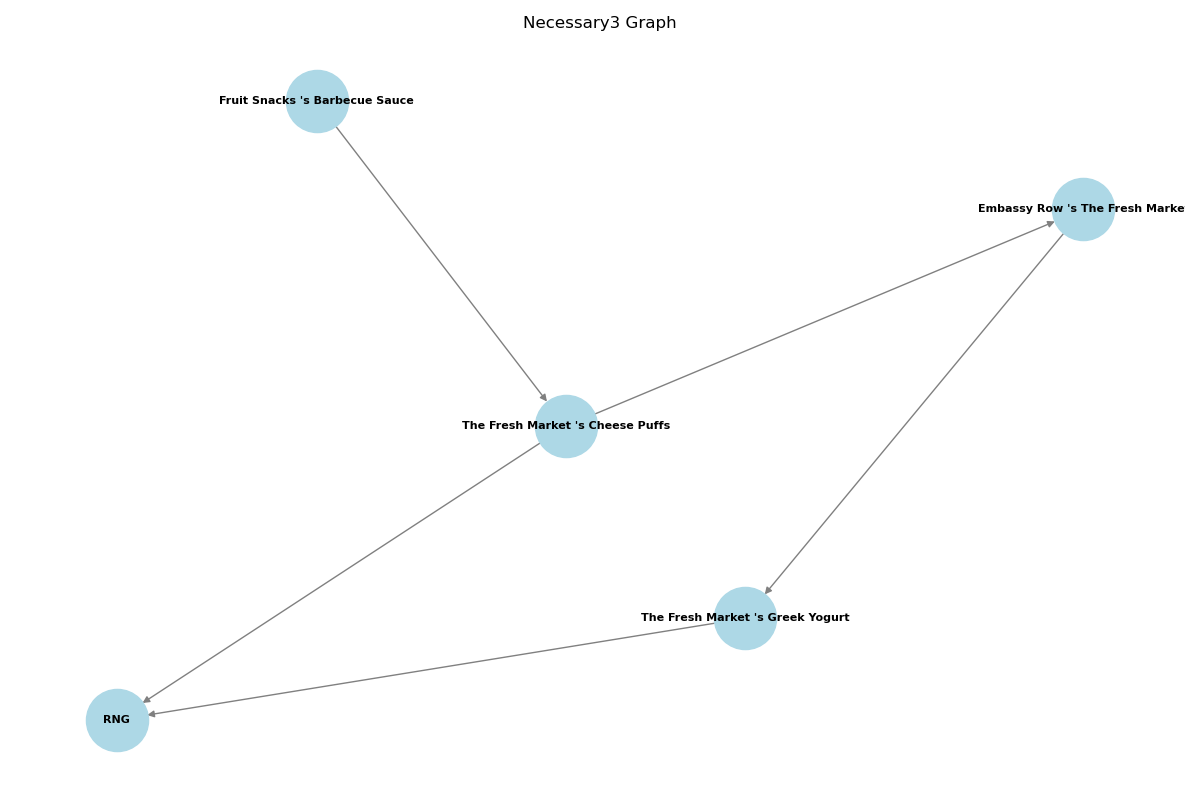 Necessary3 Graph
Fruit Snacks 's Barbecue Sauce
Embassy Row 's The Fresh Marke
The Fresh Market 's Cheese Puffs
The Fresh Market 's Greek Yogurt
RNG